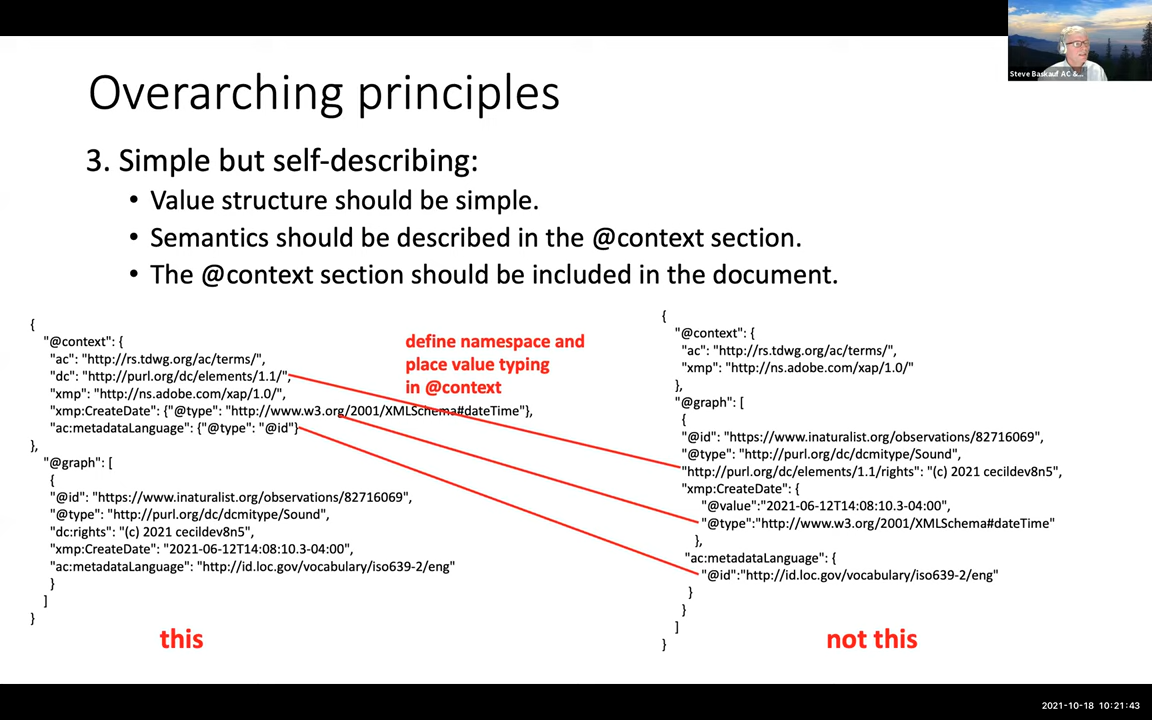 Steve Baskauf AC &...
Overarching principles
3. Simple but self-describing:
• Value structure should be simple.
• Semantics should be described in the @context section.
• The @context section should be included in the document.
{
"@context": {
"ac": "http://rs.tdwg.org/ac/terms/",
"dc": "http://purl.org/dc/elements/1.1/",
"xmp": "http://ns.adobe.com/xap/1.0/",
"xmp:CreateDate": {"@type": "http://www.w3.org/2001/XMLSchema#dateTime"},
"ac:metadataLanguage": {"@type": "@id"}
},
"@graph": [
{
"@id": "https://www.inaturalist.org/observations/82716069",
"@type": "http://purl.org/dc/dcmitype/Sound",
"dc:rights": "(c) 2021 cecildev8n5",
"xmp:CreateDate": "2021-06-12T14:08:10.3-04:00",
"ac:metadataLanguage": "http://id.loc.gov/vocabulary/iso639-2/eng"
}
]
}
this
define namespace and
place value typing
in @context
{
"@context": {
"ac": "http://rs.tdwg.org/ac/terms/",
"xmp": "http://ns.adobe.com/xap/1.0/"
},
"@graph": [
{
"@id": "https://www.inaturalist.org/observations/82716069",
"@type": "http://purl.org/dc/dcmitype/Sound",
"http://purl.org/dc/elements/1.1/rights": "(c) 2021 cecildev8n5",
"xmp:CreateDate": {
"@value":"2021-06-12T14:08:10.3-04:00",
"@type":"http://www.w3.org/2001/XMLSchema#dateTime"
},
"ac:metadataLanguage": {
"@id":"http://id.loc.gov/vocabulary/iso639-2/eng"
}
}
]
}
not this
2021-10-18 10:21:43